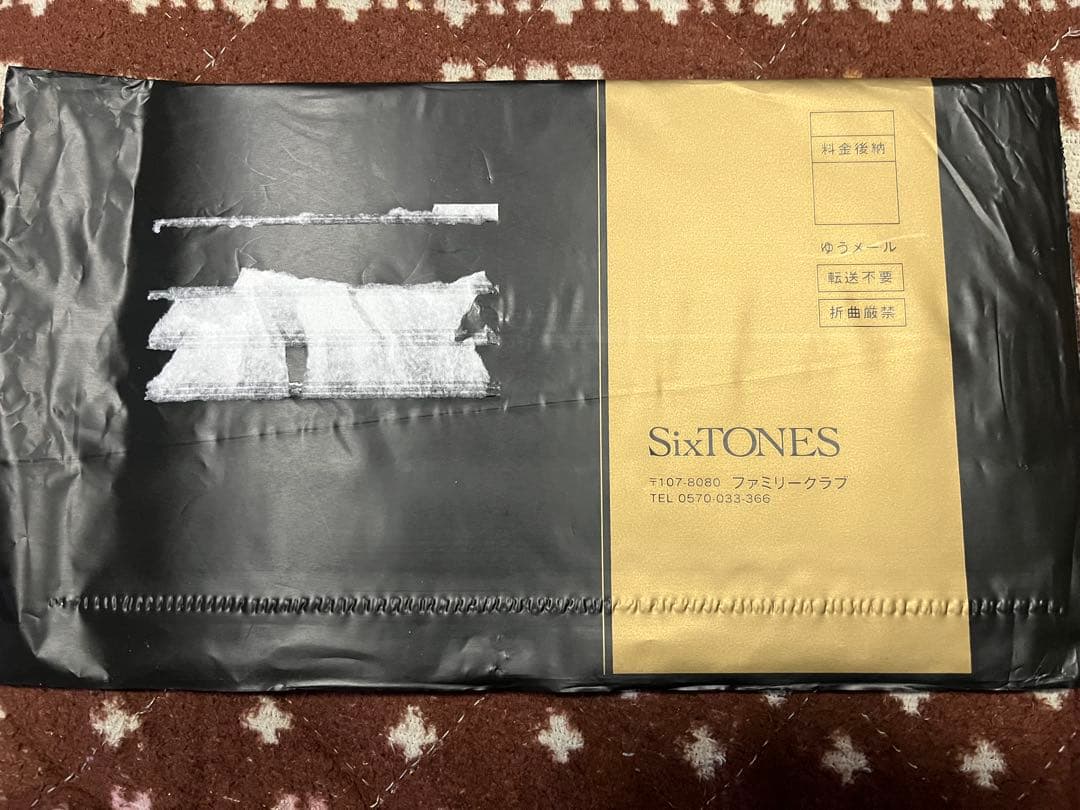 料金後納
ゆうメール
転送不要
折曲厳禁
SixTONES
〒107-8080 ファミリークラブ
TEL 0570-033-366